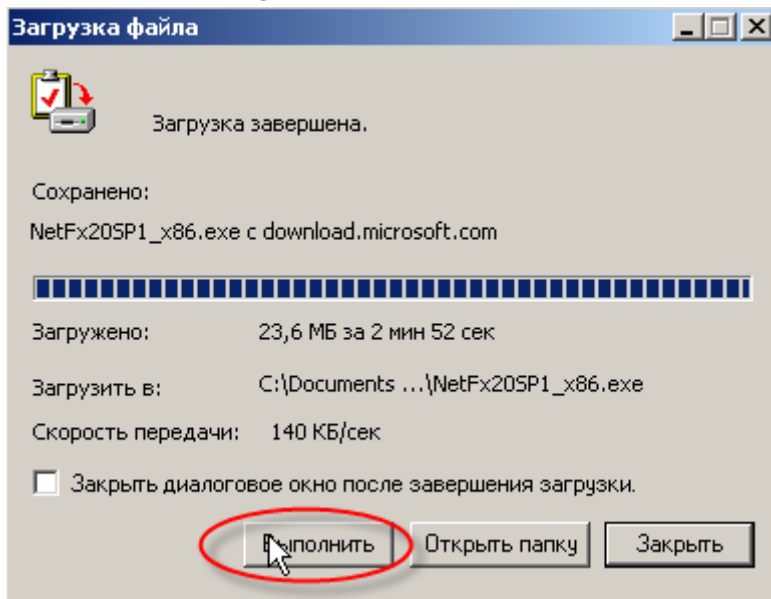 Загрузка файла
Загрузка завершена.
Сохранено:
NetFx20SP1_x86.exe с download.microsoft.com
Загружено: 23,6 МБ за 2 мин 52 сек
Загрузить в: C:\Documents ...\NetFx20SP1_x86.exe
Скорость передачи: 140 КБ/сек
Закрыть диалоговое окно после завершения загрузки.
Выполнить Открыть папку Закрыть